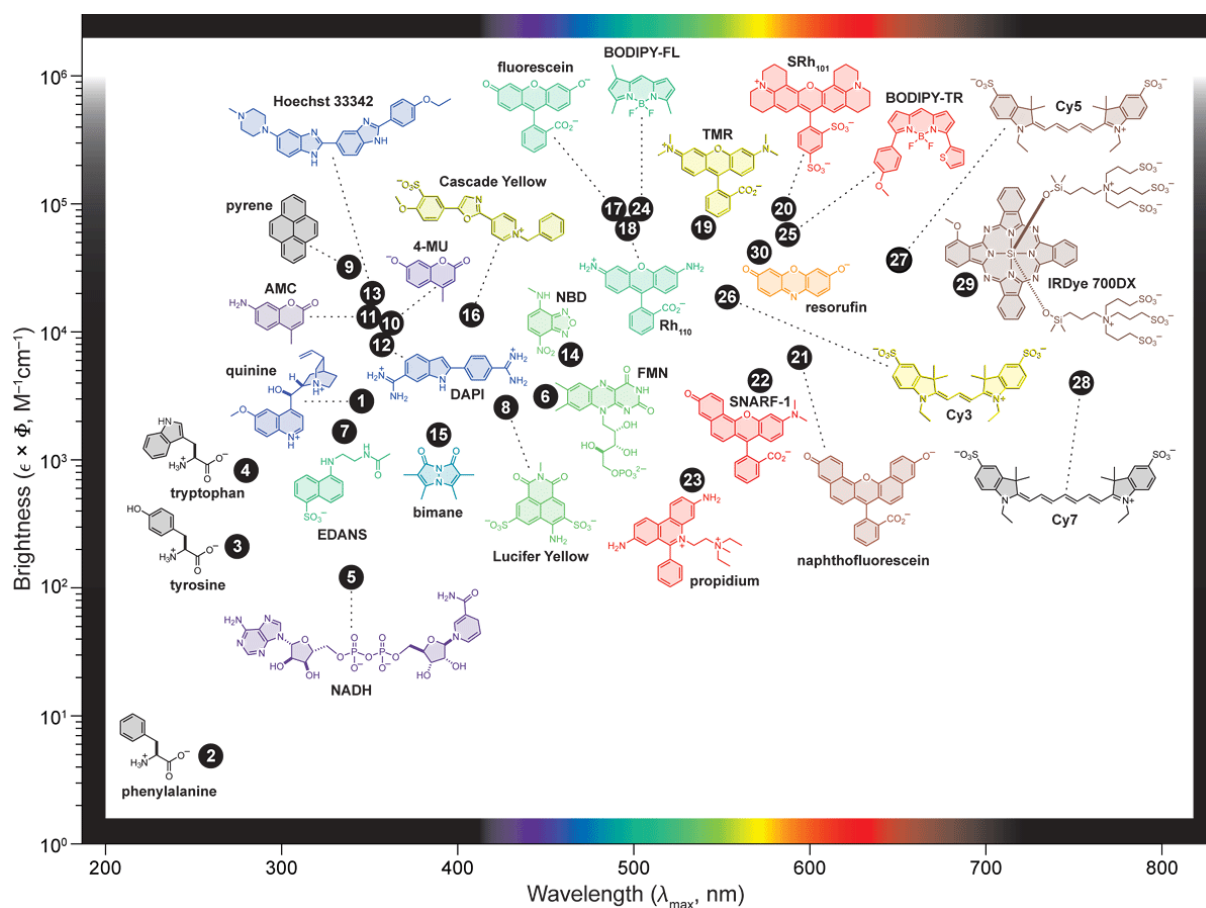 BODIPY-FL
fluorescein
SRh101
BODIPY-TR
Cy5
Hoechst 33342
TMR
Cascade Yellow
pyrene
4-MU
AMC
NBD
Rh110
resorufin
IRDye 700DX
quinine
DAPI
FMN
SNARF-1
Cy3
tryptophan
EDANS
bimane
Lucifer Yellow
propidium
naphthofluorescein
Cy7
tyrosine
NADH
phenylalanine
17
24
18
19
20
25
30
27
29
9
13
11
10
12
16
26
14
21
1
8
6
22
28
7
15
4
23
3
5
2
Brightness (ϵ × Φ, M⁻¹cm⁻¹)
10⁶
10⁵
10⁴
10³
10²
10¹
10⁰
200
300
400
500
600
700
800
Wavelength (λmax, nm)